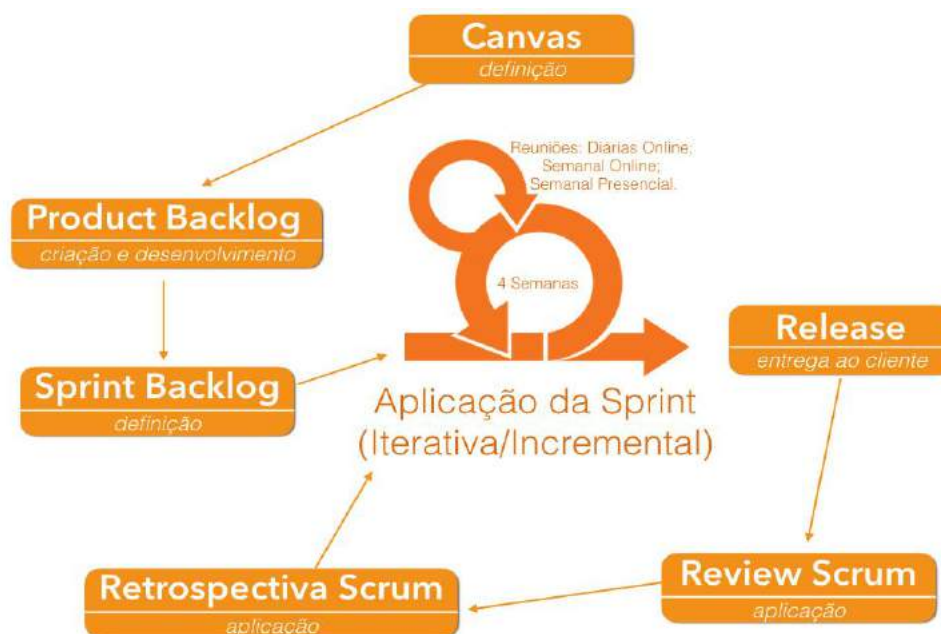 Canvas
definição
Reuniões: Diárias Online;
Semanal Online;
Semanal Presencial.
Product Backlog
criação e desenvolvimento
4 Semanas
Release
entrega ao cliente
Sprint Backlog
definição
Aplicação da Sprint
(Iterativa/Incremental)
Review Scrum
aplicação
Retrospectiva Scrum
aplicação